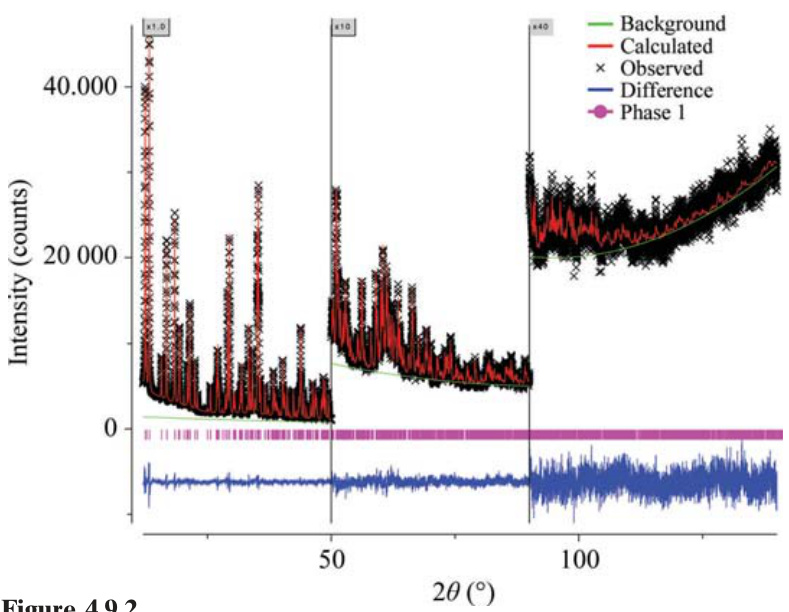 x1.0
x10
x40
Background
Calculated
Observed
Difference
Phase 1
40.000
20 000
0
Intensity (counts)
50
100
2θ (°)
Figure 4.9.2